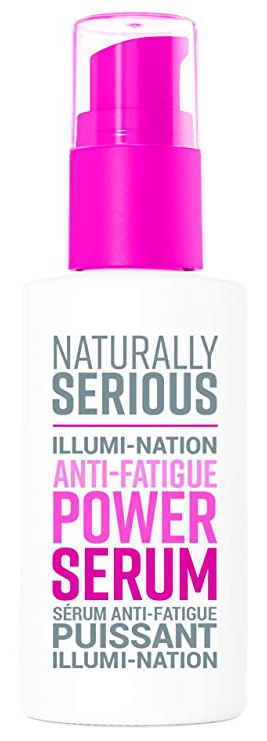 NATURALLY
SERIOUS
ILLUMI-NATION
ANTI-FATIGUE
POWER
SERUM
SÉRUM ANTI-FATIGUE
PUISSANT
ILLUMI-NATION